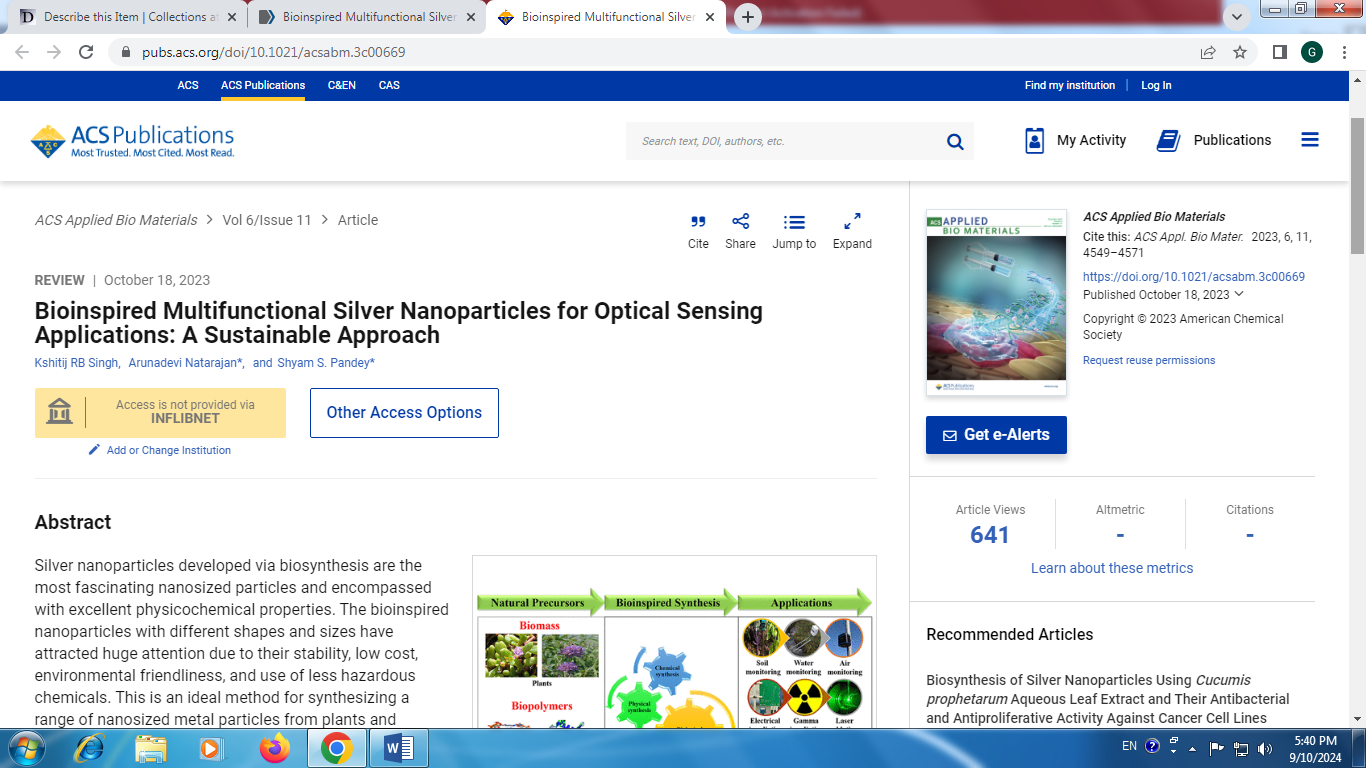 Describe this Item | Collections at
Bioinspired Multifunctional Silver
Bioinspired Multifunctional Silver
pubs.acs.org/doi/10.1021/acsabm.3c00669
G
ACS ACS Publications C&EN CAS Find my institution Log In
ACS Publications
Most Trusted. Most Cited. Most Read.
Search text, DOI, authors, etc.
My Activity
Publications
ACS Applied Bio Materials > Vol 6/Issue 11 > Article
Cite Share Jump to Expand
REVIEW | October 18, 2023
Bioinspired Multifunctional Silver Nanoparticles for Optical Sensing
Applications: A Sustainable Approach
Kshitij RB Singh, Arunadevi Natarajan*, and Shyam S. Pandey*
Access is not provided via
INFLIBNET
Other Access Options
Add or Change Institution
Abstract
Silver nanoparticles developed via biosynthesis are the
most fascinating nanosized particles and encompassed
with excellent physicochemical properties. The bioinspired
nanoparticles with different shapes and sizes have
attracted huge attention due to their stability, low cost,
environmental friendliness, and use of less hazardous
chemicals. This is an ideal method for synthesizing a
range of nanosized metal particles from plants and
Natural Precursors Bioinspired Synthesis Applications
Biomass
Plants
Biopolymers
Chemical
synthesis
Physical
synthesis
Soil
monitoring
Water
monitoring
Air
monitoring
Electrical
Gamma
Laser
ACS APPLIED
BIO MATERIALS
ACS Applied Bio Materials
Cite this: ACS Appl. Bio Mater. 2023, 6, 11,
4549–4571
https://doi.org/10.1021/acsabm.3c00669
Published October 18, 2023
Copyright © 2023 American Chemical
Society
Request reuse permissions
Get e-Alerts
Article Views Altmetric Citations
641 - -
Learn about these metrics
Recommended Articles
Biosynthesis of Silver Nanoparticles Using Cucumis
prophetarum Aqueous Leaf Extract and Their Antibacterial
and Antiproliferative Activity Against Cancer Cell Lines
EN
5:40 PM
9/10/2024